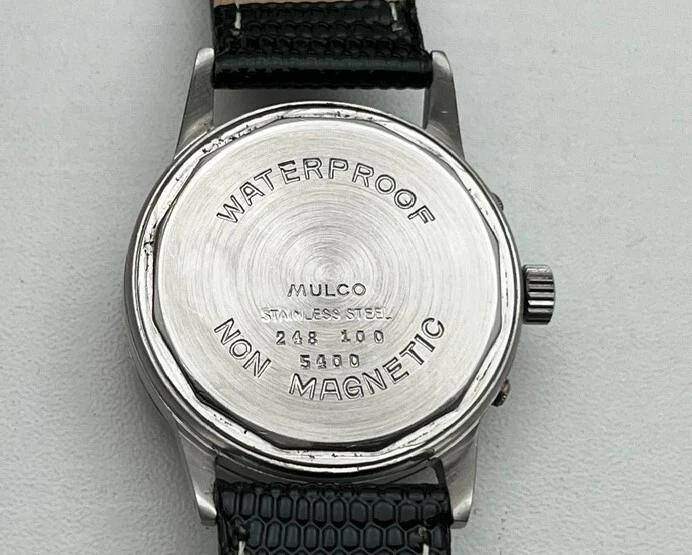 WATERPROOF
MULCO
STAINLESS STEEL
248 100
5400
NON MAGNETIC